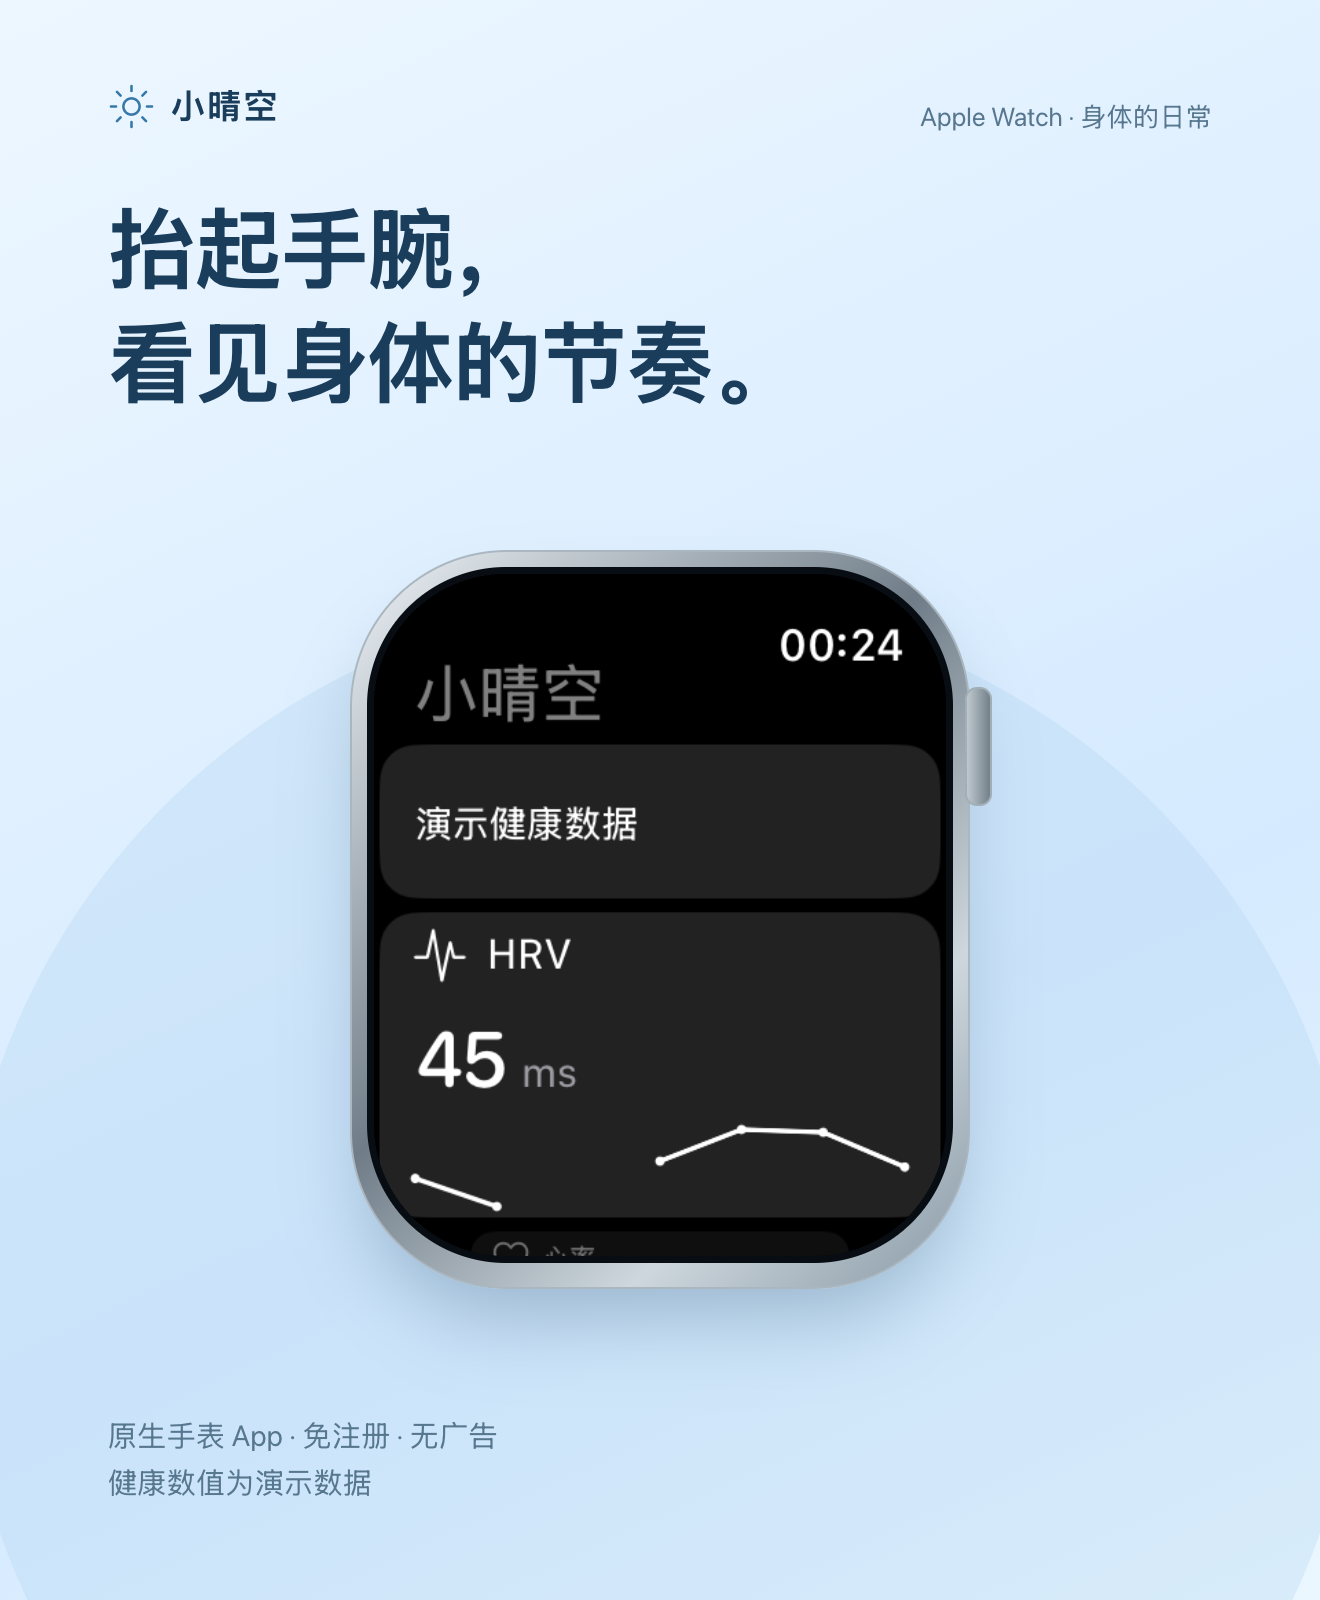 小晴空
Apple Watch · 身体的日常
抬起手腕，
看见身体的节奏。
00:24
小晴空
演示健康数据
HRV
45 ms
心率
原生手表 App · 免注册 · 无广告
健康数值为演示数据